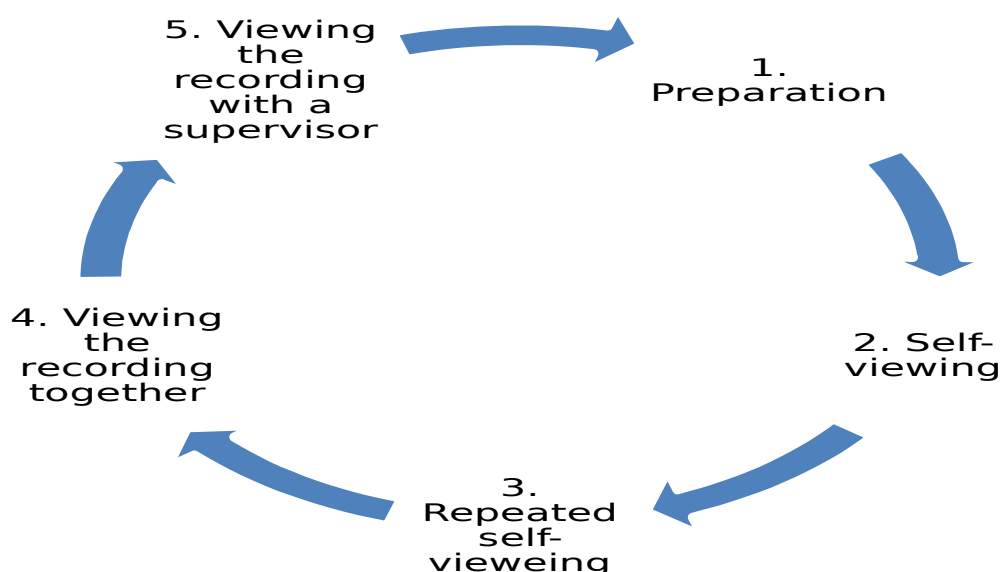 5. Viewing
the
recording
with a
supervisor
1.
Preparation
2. Self-
viewing
3.
Repeated
self-
vieweing
4. Viewing
the
recording
together